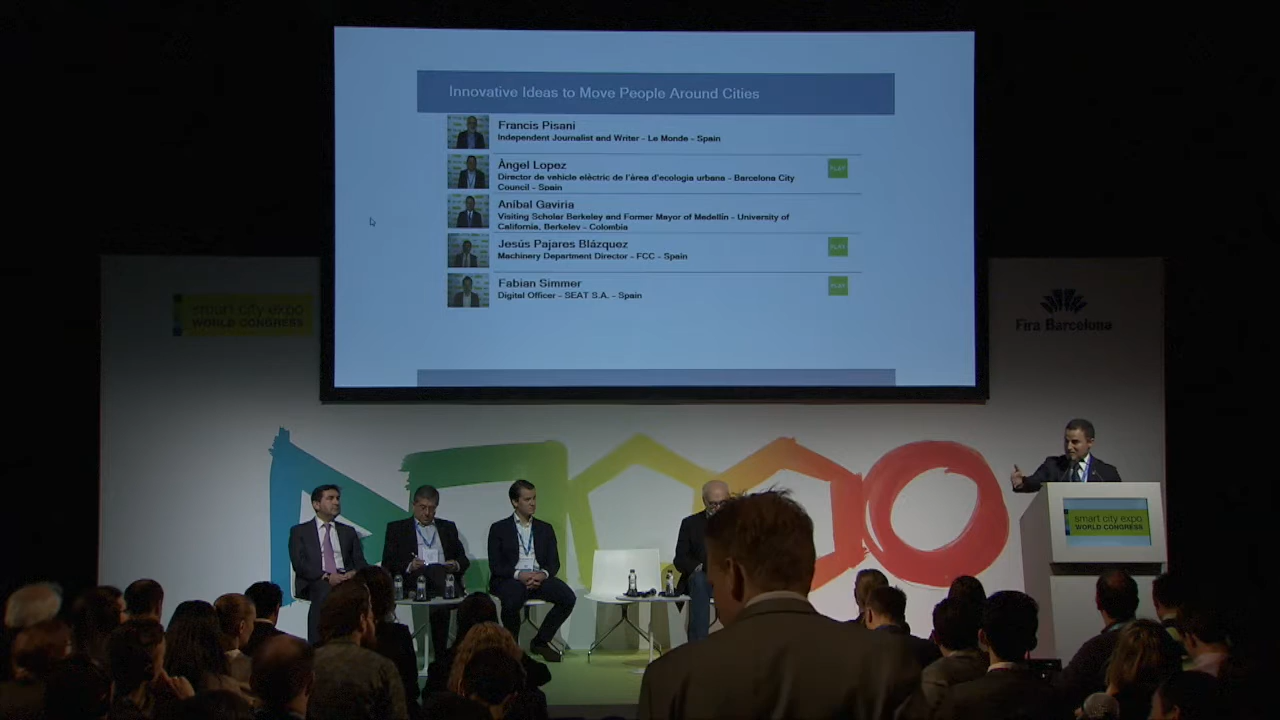 Innovative Ideas to Move People Around Cities
Francis Pisani
Independent Journalist and Writer - Le Monde - Spain
Àngel Lopez
Director de vehicle elèctric de l'àrea d'ecologia urbana - Barcelona City
Council - Spain
PLAY
Aníbal Gaviria
Visiting Scholar Berkeley and Former Mayor of Medellín - University of
California, Berkeley - Colombia
Jesús Pajares Blázquez
Machinery Department Director - FCC - Spain
PLAY
Fabian Simmer
Digital Officer - SEAT S.A. - Spain
PLAY
smart city expo
WORLD CONGRESS
Fira Barcelona
smart city expo
WORLD CONGRESS